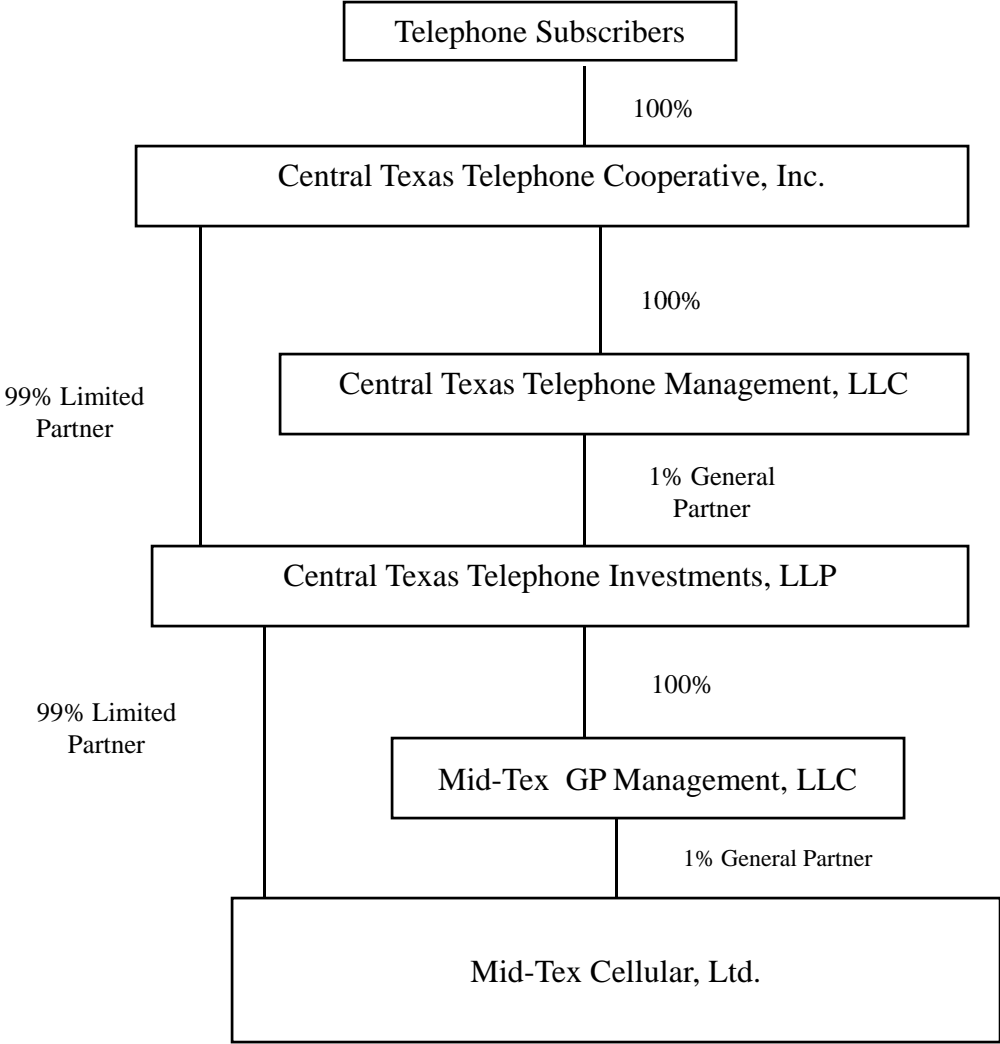 Telephone Subscribers
100%
Central Texas Telephone Cooperative, Inc.
100%
Central Texas Telephone Management, LLC
99% Limited
Partner
1% General
Partner
Central Texas Telephone Investments, LLP
100%
99% Limited
Partner
Mid-Tex GP Management, LLC
1% General Partner
Mid-Tex Cellular, Ltd.